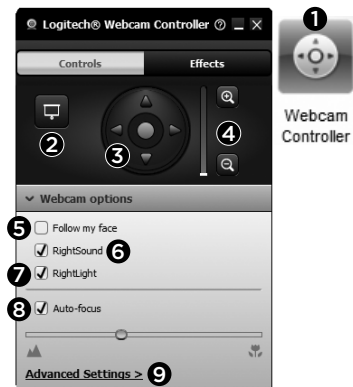 Logitech® Webcam Controller
1
Controls Effects
2
3
4
Webcam
Controller
Webcam options
5 Follow my face
RightSound 6
7 RightLight
8 Auto-focus
Advanced Settings > 9